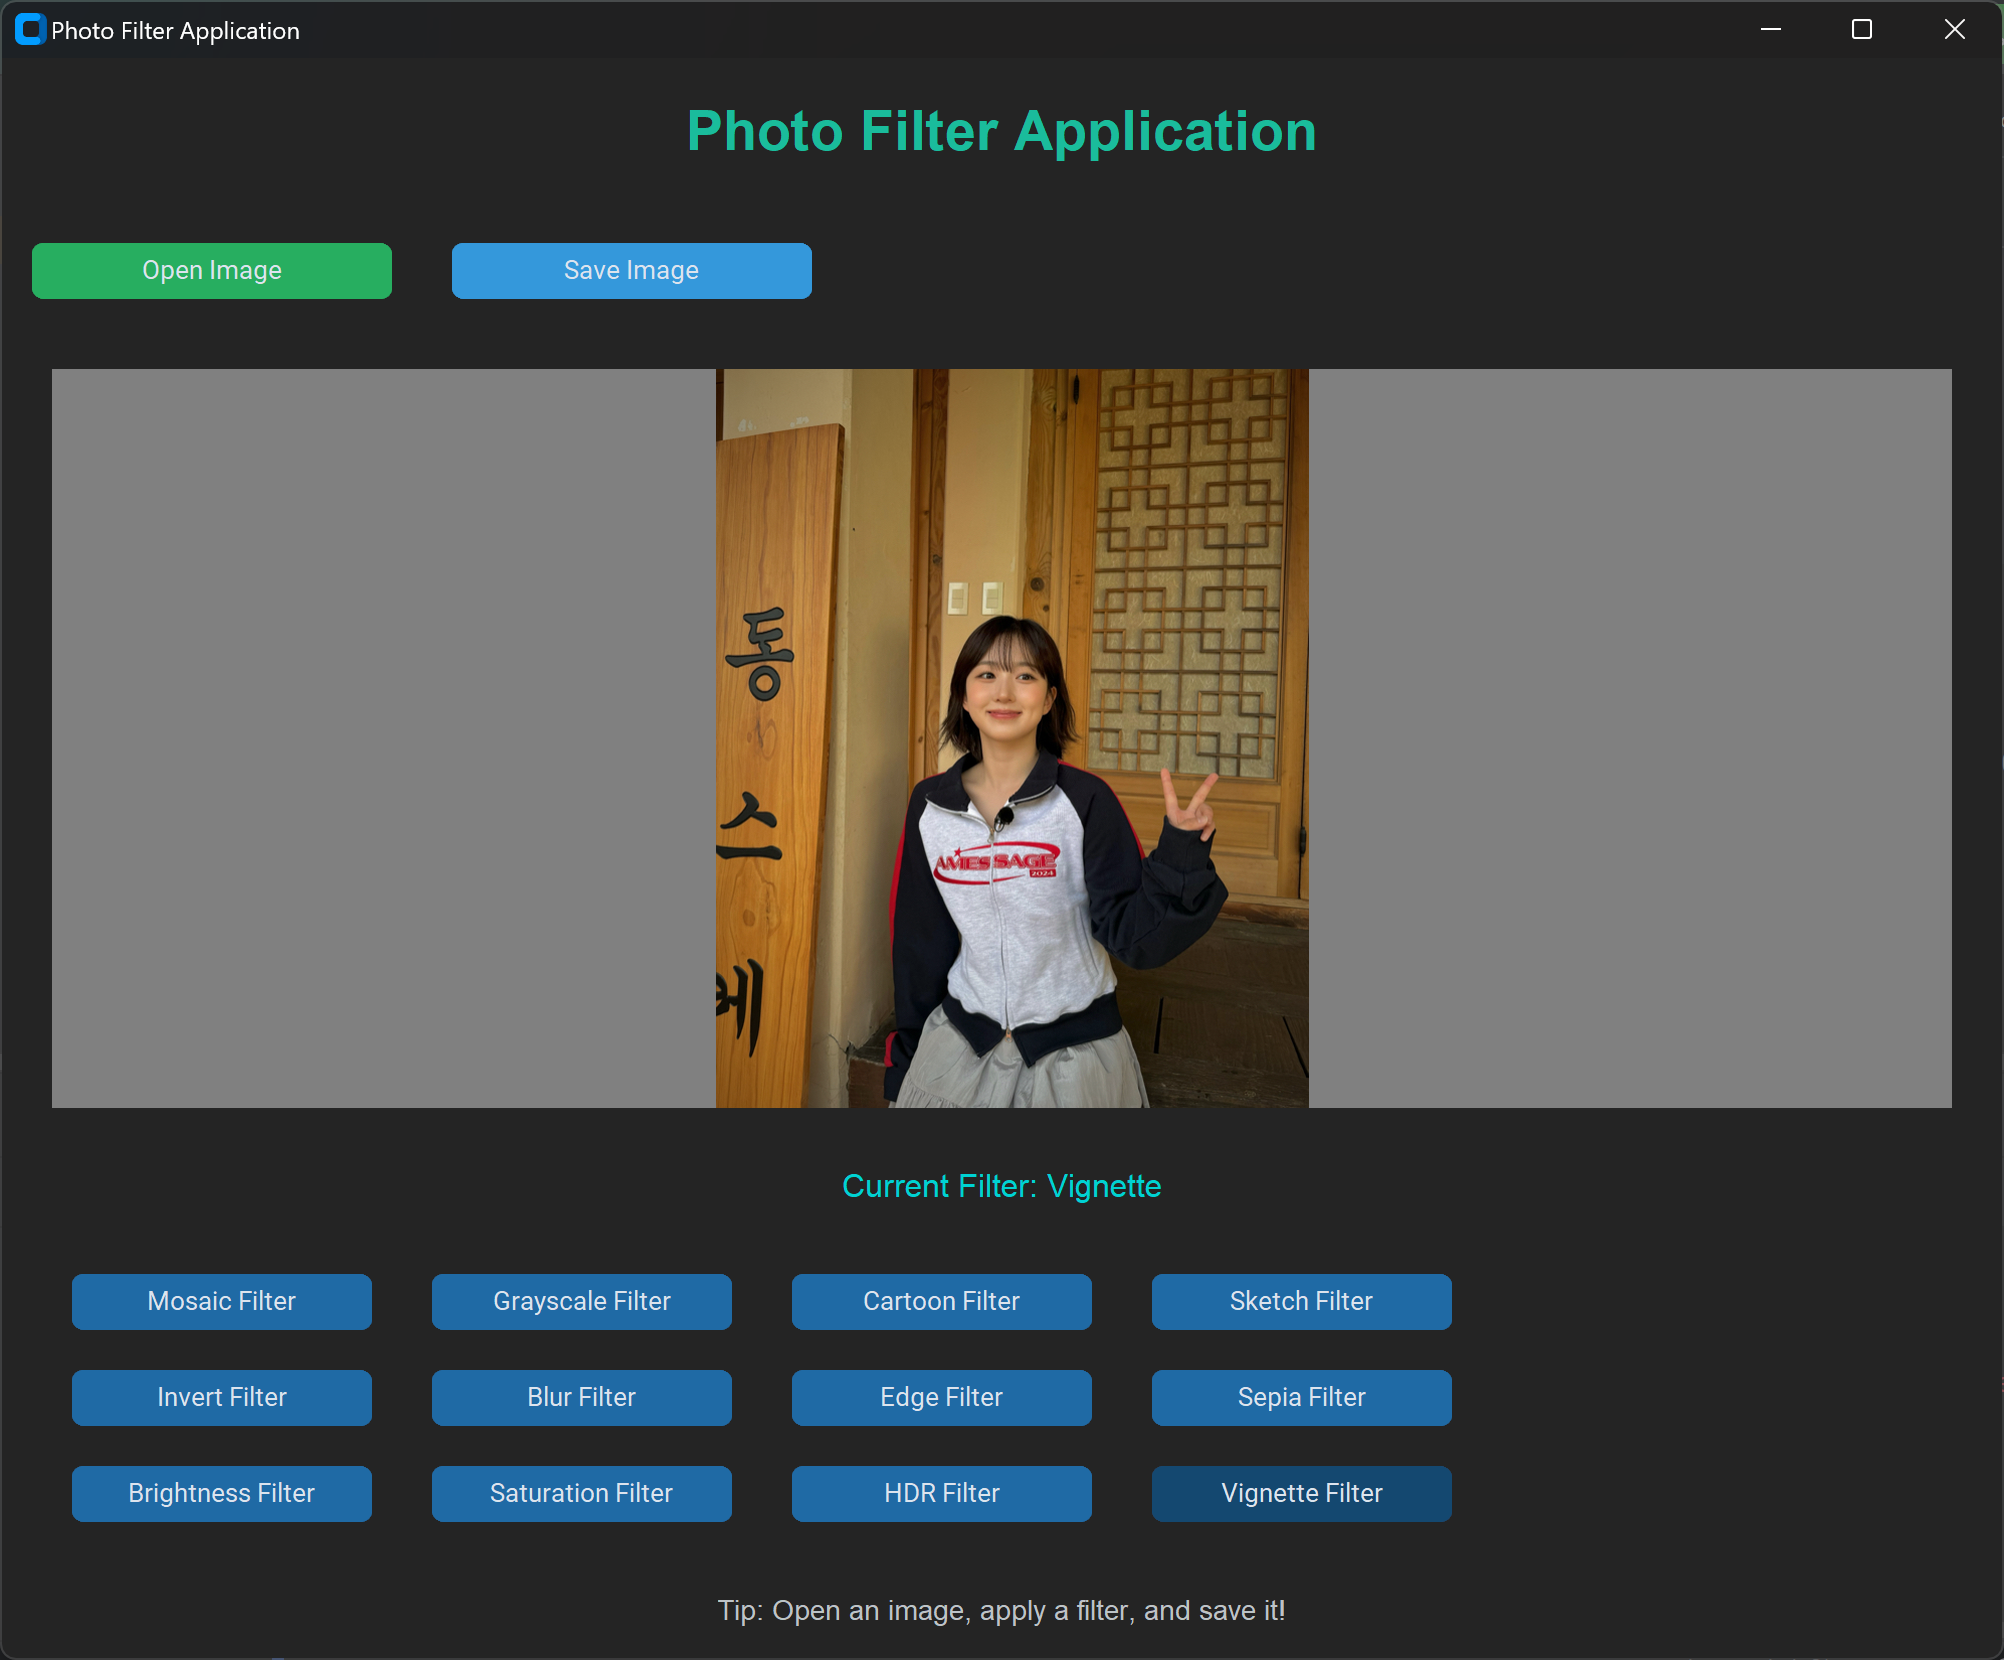 Photo Filter Application
Photo Filter Application
Open Image
Save Image
동
스
베
AMESSAGE
2024
Current Filter: Vignette
Mosaic Filter
Grayscale Filter
Cartoon Filter
Sketch Filter
Invert Filter
Blur Filter
Edge Filter
Sepia Filter
Brightness Filter
Saturation Filter
HDR Filter
Vignette Filter
Tip: Open an image, apply a filter, and save it!